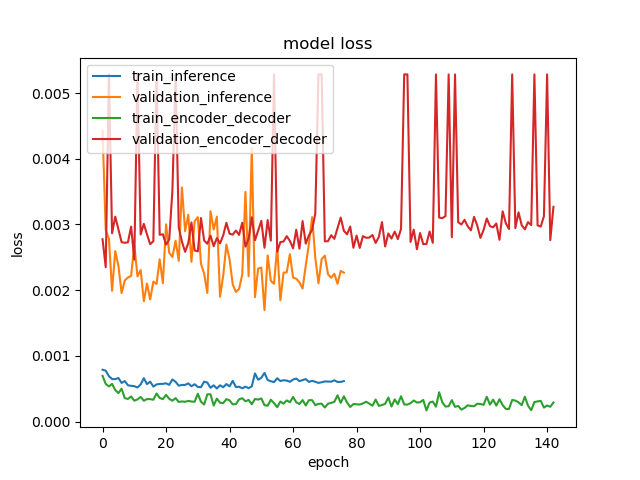 model loss
train_inference
validation_inference
train_encoder_decoder
validation_encoder_decoder
loss
0.005
0.004
0.003
0.002
0.001
0.000
0 20 40 60 80 100 120 140
epoch